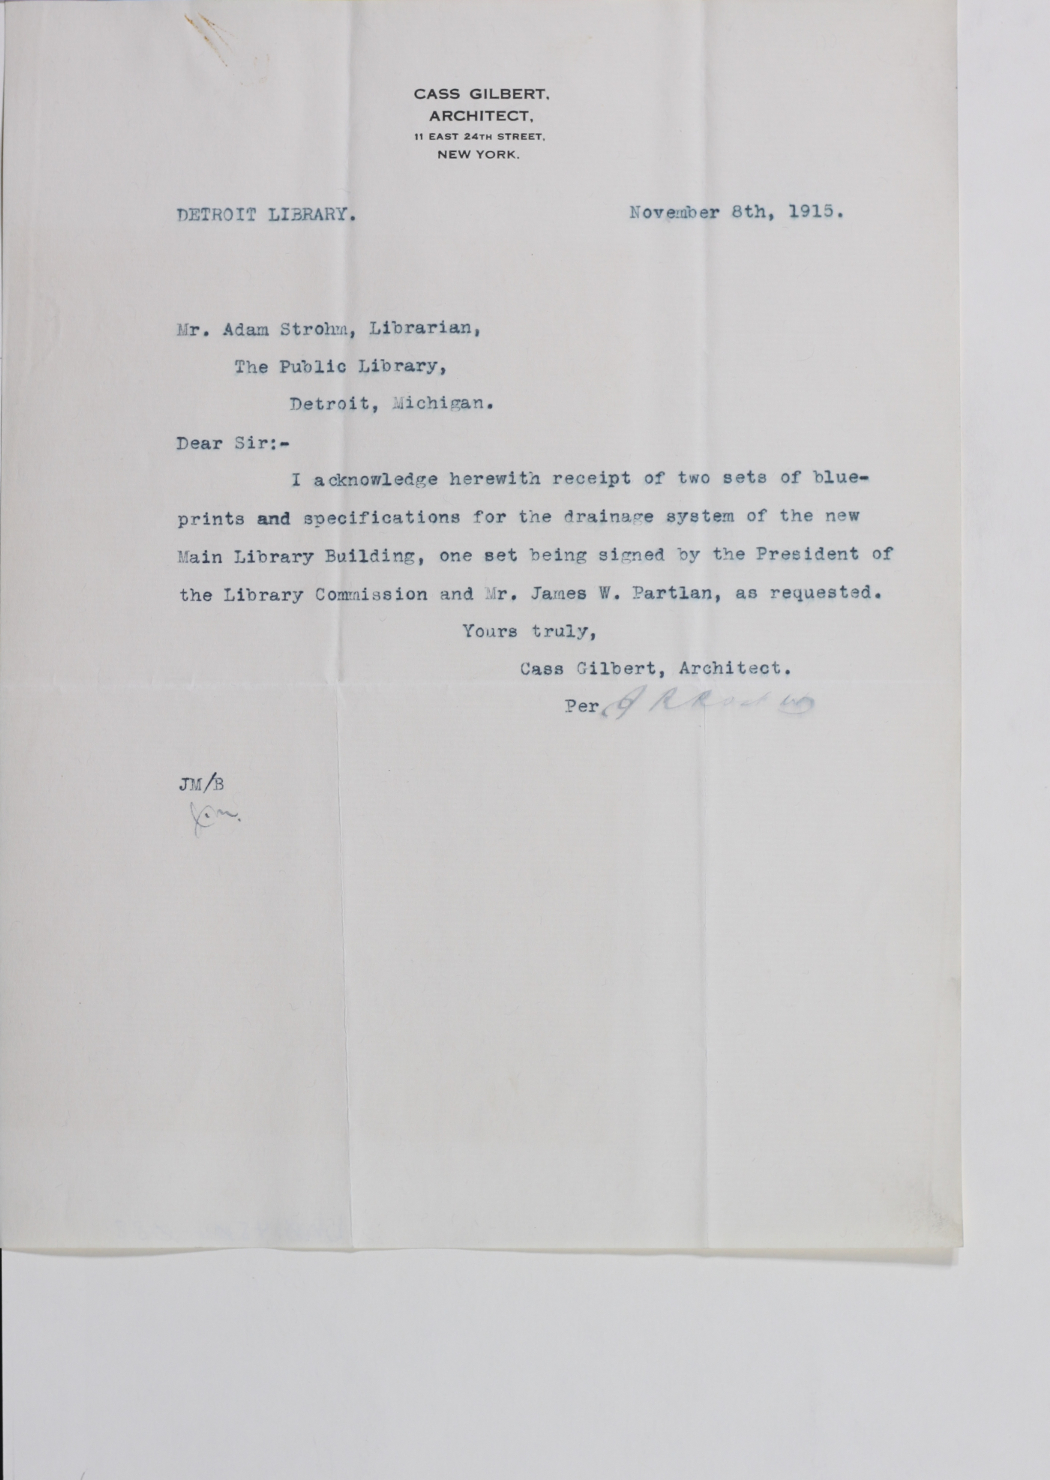 CASS GILBERT,
ARCHITECT,
11 EAST 24TH STREET,
NEW YORK.
DETROIT LIBRARY. November 8th, 1915.
Mr. Adam Strohm, Librarian,
The Public Library,
Detroit, Michigan.
Dear Sir:-
I acknowledge herewith receipt of two sets of blue-
prints and specifications for the drainage system of the new
Main Library Building, one set being signed by the President of
the Library Commission and Mr. James W. Partlan, as requested.
Yours truly,
Cass Gilbert, Architect.
Per
JM/B